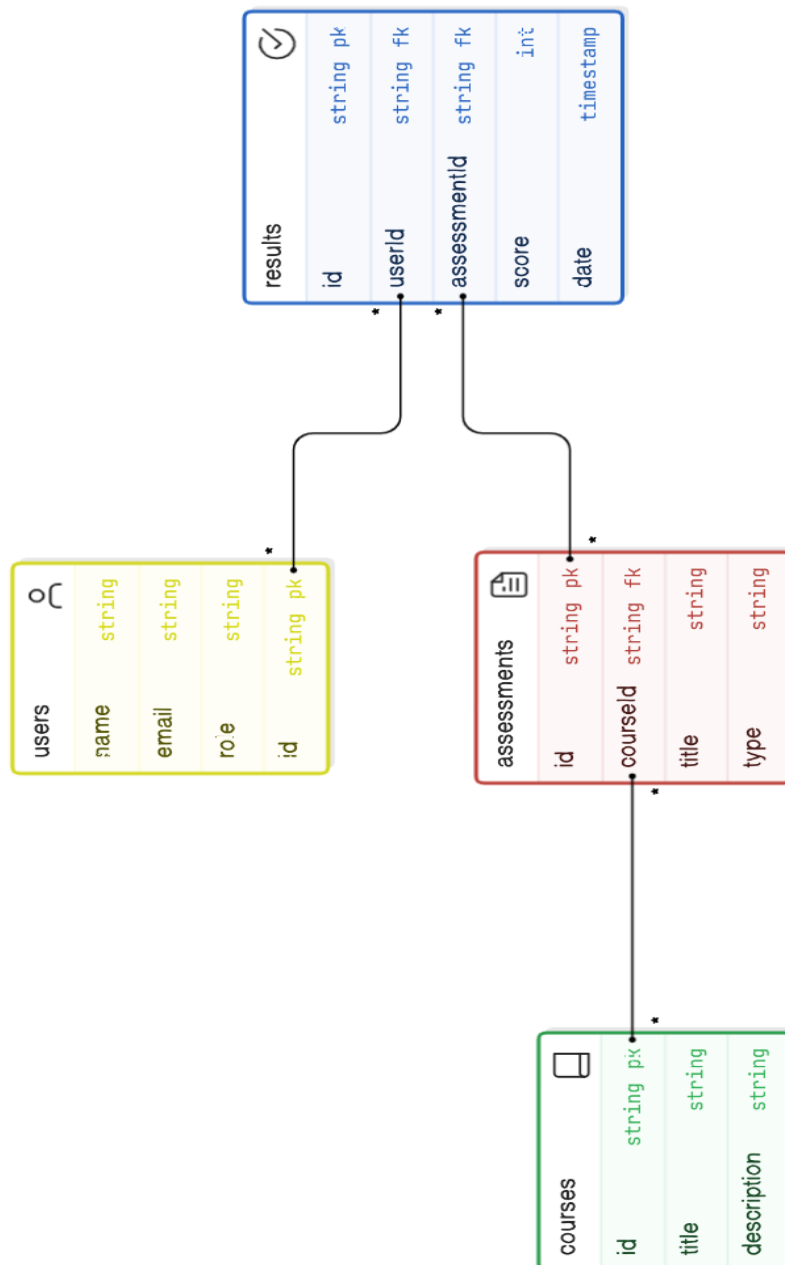 results
id string pk
userId string fk
assessmentId string fk
score int
date timestamp
*
*
*
*
users
name string
email string
role string
id string pk
assessments
id string pk
courseId string fk
title string
type string
*
*
courses
id string pk
title string
description string